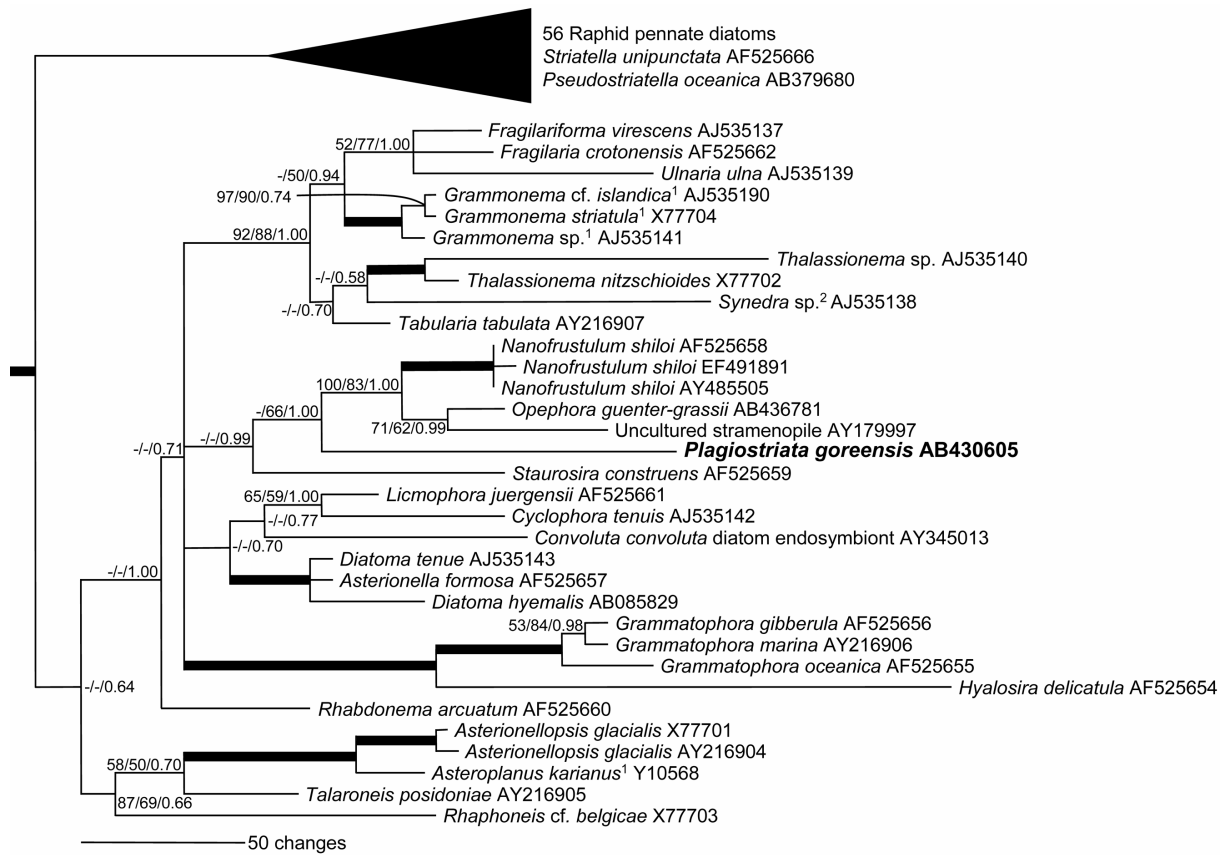 56 Raphid pennate diatoms
Striatella unipunctata AF525666
Pseudostriatella oceanica AB379680
Fragilariforma virescens AJ535137
52/77/1.00
Fragilaria crotonensis AF525662
Ulnaria ulna AJ535139
-/50/0.94
97/90/0.74
Grammonema cf. islandica¹ AJ535190
Grammonema striatula¹ X77704
92/88/1.00
Grammonema sp.¹ AJ535141
Thalassionema sp. AJ535140
-/-/0.58
Thalassionema nitzschioides X77702
Synedra sp.² AJ535138
-/-/0.70
Tabularia tabulata AY216907
Nanofrustulum shiloi AF525658
Nanofrustulum shiloi EF491891
100/83/1.00
Nanofrustulum shiloi AY485505
-/66/1.00
Opephora guenter-grassii AB436781
71/62/0.99
Uncultured stramenopile AY179997
-/-/0.99
-/-/0.71
Plagiostriata goreensis AB430605
Staurosira construens AF525659
65/59/1.00
Licmophora juergensii AF525661
Cyclophora tenuis AJ535142
-/-/0.77
Convoluta convoluta diatom endosymbiont AY345013
-/-/0.70
Diatoma tenue AJ535143
-/-/1.00
Asterionella formosa AF525657
Diatoma hyemalis AB085829
53/84/0.98
Grammatophora gibberula AF525656
Grammatophora marina AY216906
Grammatophora oceanica AF525655
-/-/0.64
Hyalosira delicatula AF525654
Rhabdonema arcuatum AF525660
Asterionellopsis glacialis X77701
Asterionellopsis glacialis AY216904
58/50/0.70
Asteroplanus karianus¹ Y10568
Talaroneis posidoniae AY216905
87/69/0.66
Rhaphoneis cf. belgicae X77703
50 changes